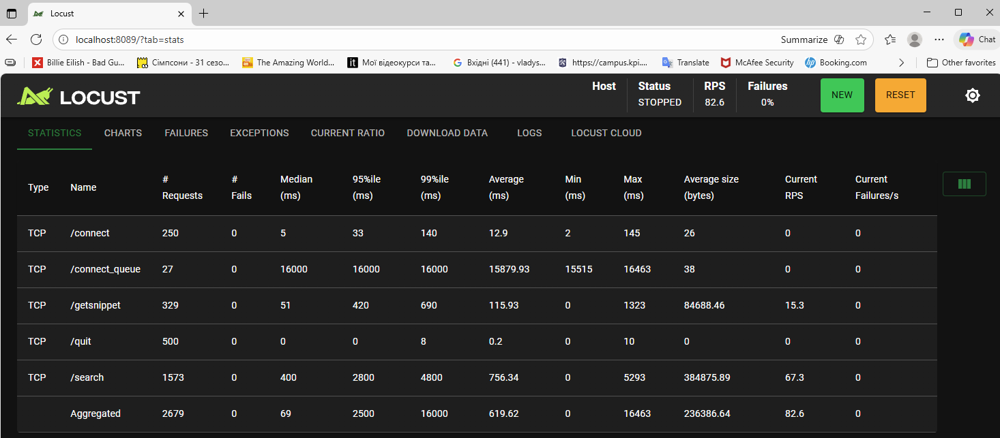 Locust
localhost:8089/?tab=stats
Summarize
Chat
Billie Eilish - Bad Gu...
Сімпсони - 31 сезо...
The Amazing World...
Мої відеокурси та...
Вхідні (441) - vladys...
https://campus.kpi....
Translate
McAfee Security
Booking.com
Other favorites
LOCUST
Host
Status
STOPPED
RPS
82.6
Failures
0%
NEW
RESET
STATISTICS CHARTS FAILURES EXCEPTIONS CURRENT RATIO DOWNLOAD DATA LOGS LOCUST CLOUD
Type Name # Requests # Fails Median (ms) 95%ile (ms) 99%ile (ms) Average (ms) Min (ms) Max (ms) Average size (bytes) Current RPS Current Failures/s
TCP /connect 250 0 5 33 140 12.9 2 145 26 0 0
TCP /connect_queue 27 0 16000 16000 16000 15879.93 15515 16463 38 0 0
TCP /getsnippet 329 0 51 420 690 115.93 0 1323 84688.46 15.3 0
TCP /quit 500 0 0 0 8 0.2 0 10 0 0 0
TCP /search 1573 0 400 2800 4800 756.34 0 5293 384875.89 67.3 0
Aggregated 2679 0 69 2500 16000 619.62 0 16463 236386.64 82.6 0